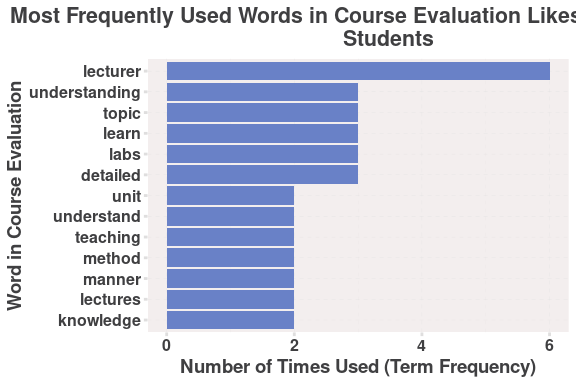 Most Frequently Used Words in Course Evaluation Likes
Students
lecturer
understanding
topic
learn
labs
detailed
unit
understand
teaching
method
manner
lectures
knowledge
Word in Course Evaluation
0 2 4 6
Number of Times Used (Term Frequency)